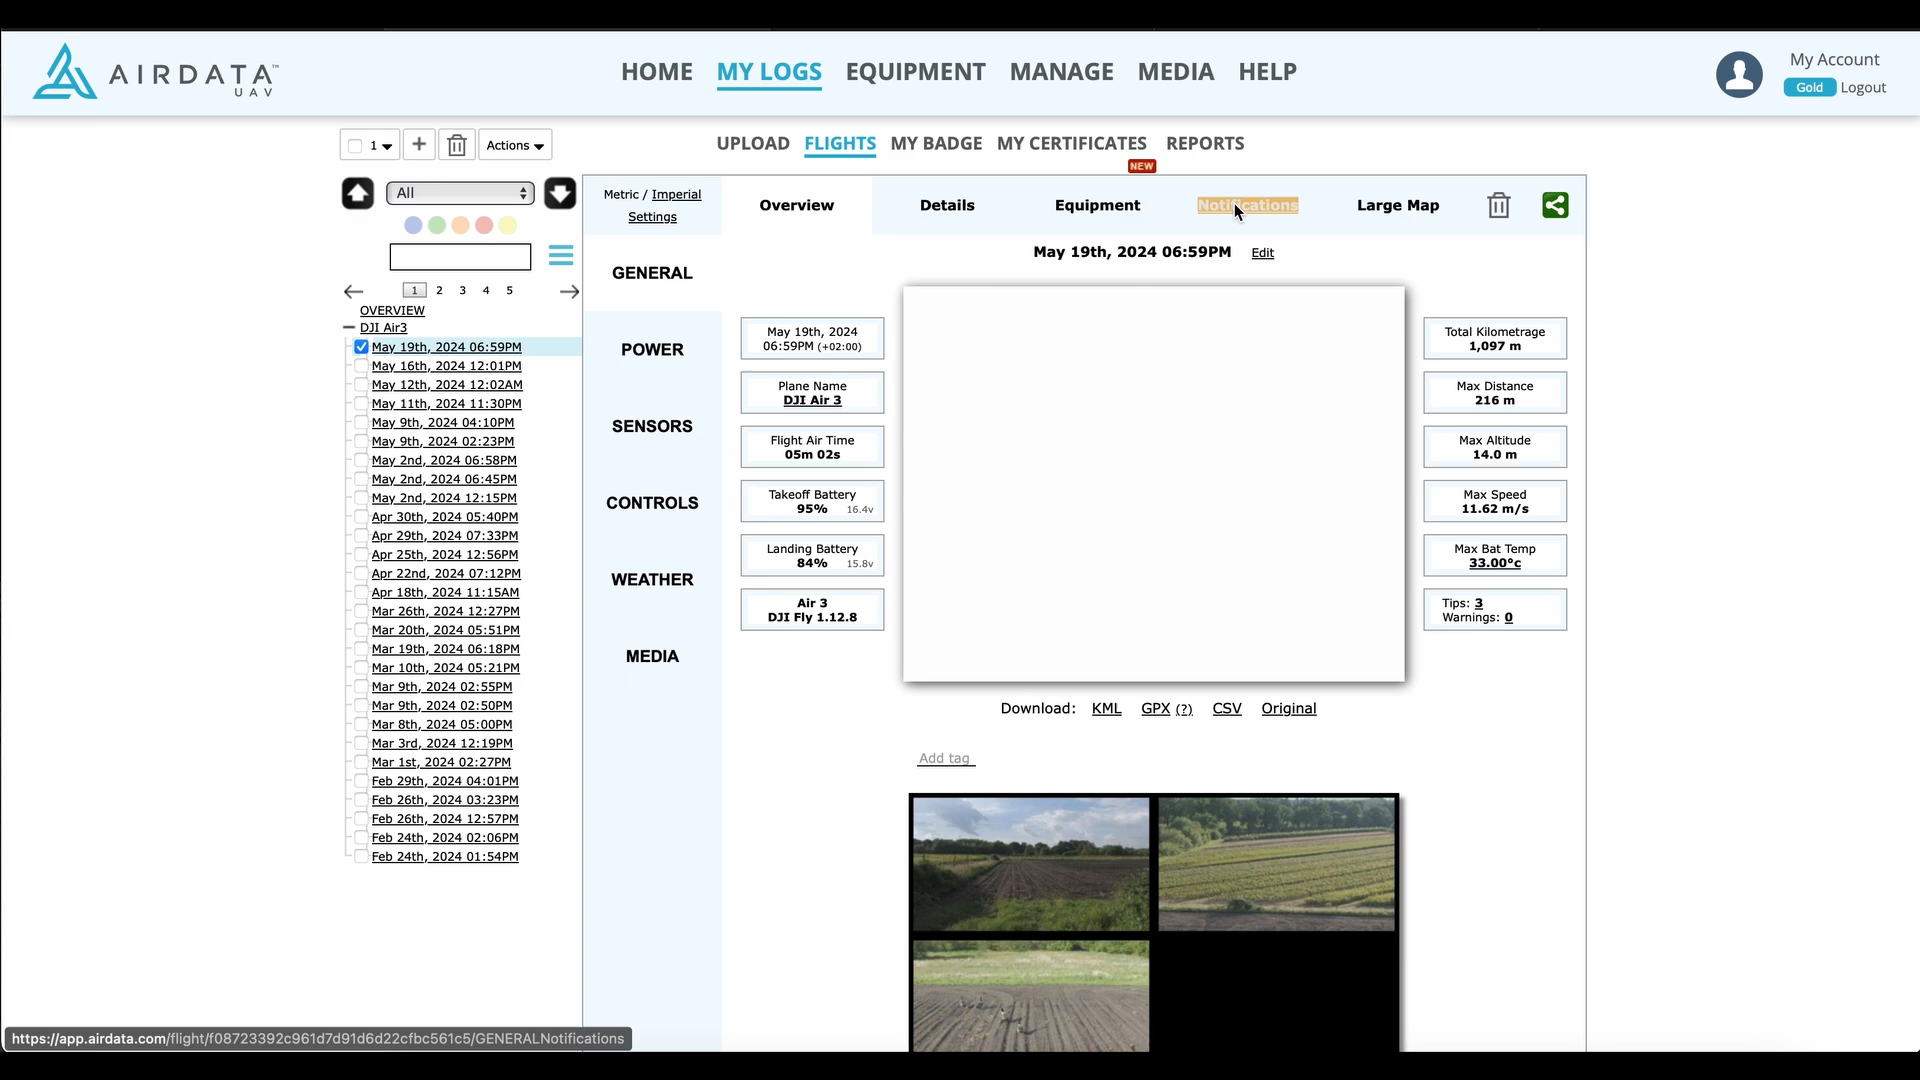 AIRDATA™
UAV
HOME MY LOGS EQUIPMENT MANAGE MEDIA HELP
My Account
Gold Logout
1 + Actions
UPLOAD FLIGHTS MY BADGE MY CERTIFICATES REPORTS
NEW
All
Metric / Imperial
Settings
Overview Details Equipment Notifications Large Map
May 19th, 2024 06:59PM Edit
1 2 3 4 5
OVERVIEW
DJI Air3
May 19th, 2024 06:59PM
May 16th, 2024 12:01PM
May 12th, 2024 12:02AM
May 11th, 2024 11:30PM
May 9th, 2024 04:10PM
May 9th, 2024 02:23PM
May 2nd, 2024 06:58PM
May 2nd, 2024 06:45PM
May 2nd, 2024 12:15PM
Apr 30th, 2024 05:40PM
Apr 29th, 2024 07:33PM
Apr 25th, 2024 12:56PM
Apr 22nd, 2024 07:12PM
Apr 18th, 2024 11:15AM
Mar 26th, 2024 12:27PM
Mar 20th, 2024 05:51PM
Mar 19th, 2024 06:18PM
Mar 10th, 2024 05:21PM
Mar 9th, 2024 02:55PM
Mar 9th, 2024 02:50PM
Mar 8th, 2024 05:00PM
Mar 3rd, 2024 12:19PM
Mar 1st, 2024 02:27PM
Feb 29th, 2024 04:01PM
Feb 26th, 2024 03:23PM
Feb 26th, 2024 12:57PM
Feb 24th, 2024 02:06PM
Feb 24th, 2024 01:54PM
GENERAL
POWER
SENSORS
CONTROLS
WEATHER
MEDIA
May 19th, 2024
06:59PM (+02:00)
Plane Name
DJI Air 3
Flight Air Time
05m 02s
Takeoff Battery
95% 16.4v
Landing Battery
84% 15.8v
Air 3
DJI Fly 1.12.8
Total Kilometrage
1,097 m
Max Distance
216 m
Max Altitude
14.0 m
Max Speed
11.62 m/s
Max Bat Temp
33.00°c
Tips: 3
Warnings: 0
Download: KML GPX (?) CSV Original
Add tag
https://app.airdata.com/flight/f08723392c961d7d91d6d22cfbc561c5/GENERALNotifications